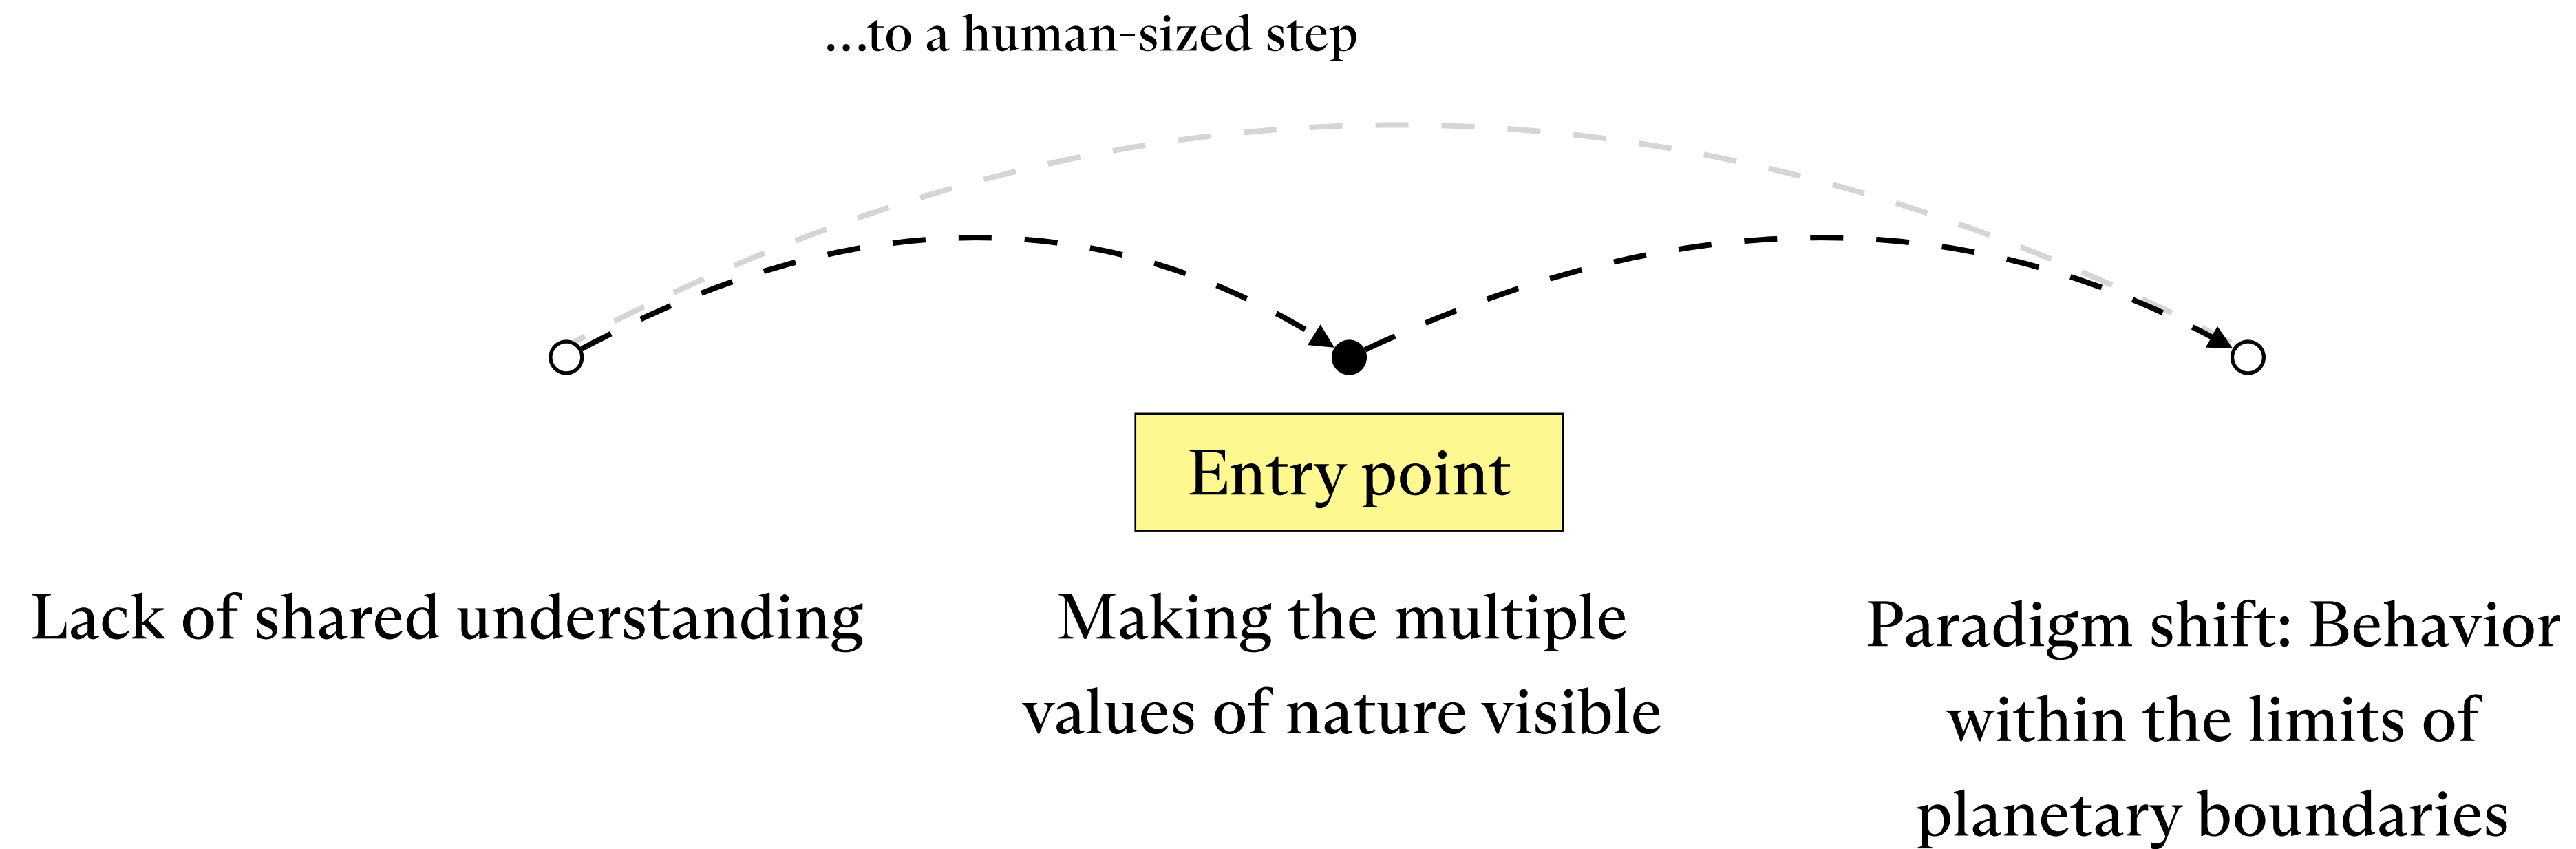 ...to a human-sized step
Entry point
Lack of shared understanding
Making the multiple
values of nature visible
Paradigm shift: Behavior
within the limits of
planetary boundaries